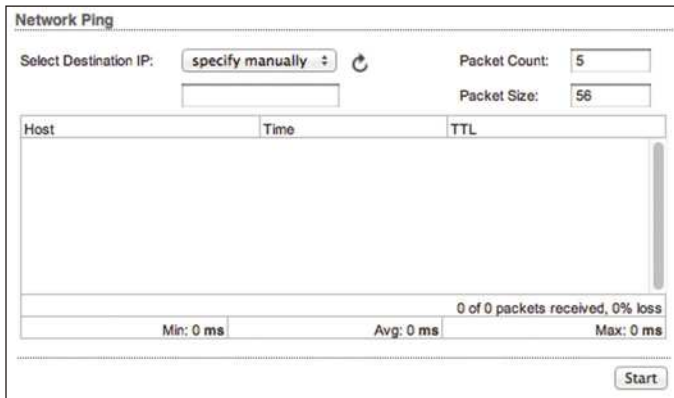 Network Ping
Select Destination IP: specify manually Packet Count: 5
Packet Size: 56
Host Time TTL
0 of 0 packets received, 0% loss
Min: 0 ms Avg: 0 ms Max: 0 ms
Start